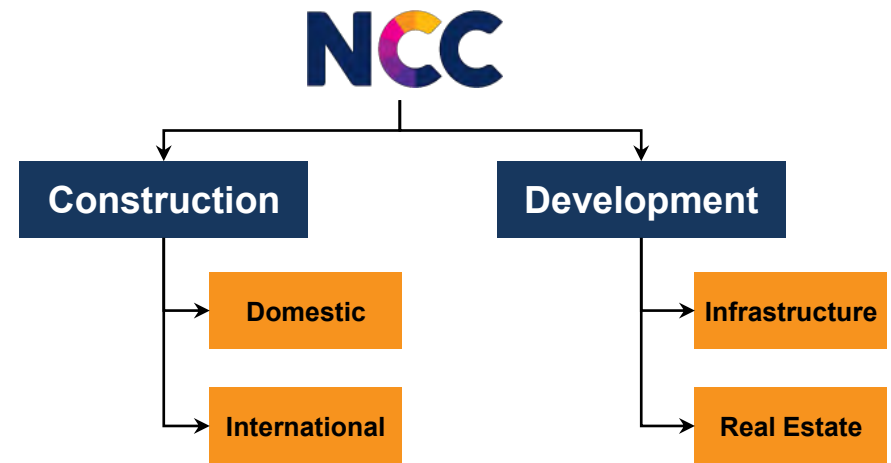 NCC
Construction
Development
Domestic
Infrastructure
International
Real Estate